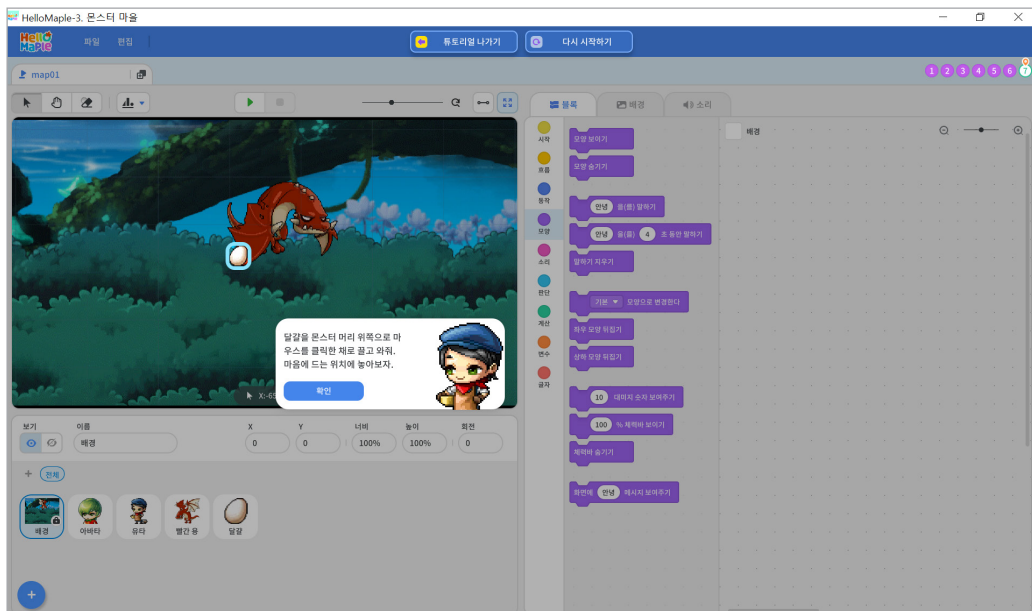 HelloMaple-3. 몬스터 마을
Hello Maple
파일 편집
튜토리얼 나가기
다시 시작하기
map01
1 2 3 4 5 6 7
블록 배경 소리
시작
흐름
동작
모양
소리
판단
계산
변수
글자
모양 보이기
모양 숨기기
안녕 을(를) 말하기
안녕 을(를) 4 초 동안 말하기
말하기 지우기
기본 모양으로 변경한다
좌우 모양 뒤집기
상하 모양 뒤집기
10 대미지 숫자 보여주기
100 % 체력바 보이기
체력바 숨기기
화면에 안녕 메시지 보여주기
배경
달걀을 몬스터 머리 위쪽으로 마
우스를 클릭한 채로 끌고 와줘.
마음에 드는 위치에 놓아보자.
확인
보기 이름 X Y 너비 높이 회전
배경 0 0 100% 100% 0
전체
배경 아바타 유타 빨간 용 달걀